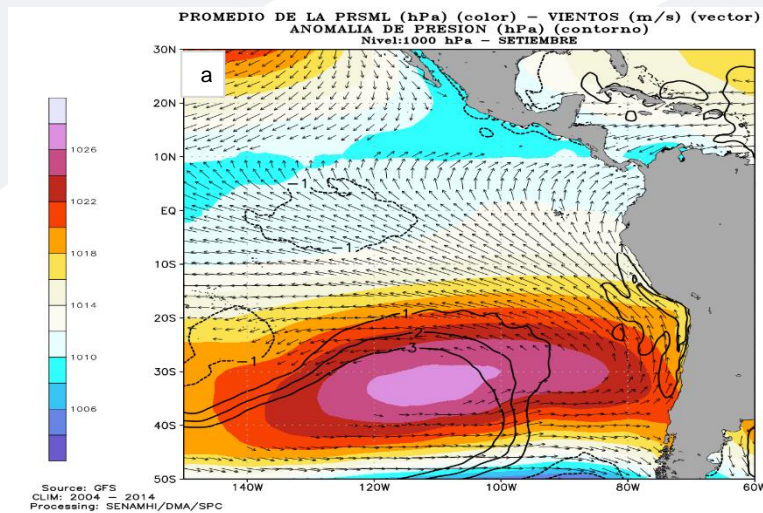 PROMEDIO DE LA PRSML (hPa) (color) – VIENTOS (m/s) (vector)
ANOMALIA DE PRESION (hPa) (contorno)
Nivel:1000 hPa – SETIEMBRE
a
30N
20N
10N
EQ
10S
20S
30S
40S
50S
140W
120W
100W
80W
60W
1026
1022
1018
1014
1010
1006
-1
-1
-1
-1
2
3
Source: GFS
CLIM: 2004 – 2014
Processing: SENAMHI/DMA/SPC